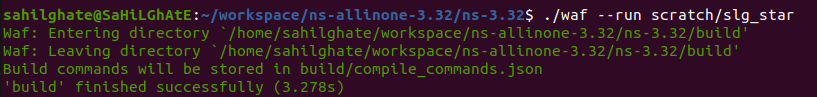 sahilghate@SaHiLGhAtE:~/workspace/ns-allinone-3.32/ns-3.32$ ./waf --run scratch/slg_star
Waf: Entering directory `/home/sahilghate/workspace/ns-allinone-3.32/ns-3.32/build'
Waf: Leaving directory `/home/sahilghate/workspace/ns-allinone-3.32/ns-3.32/build'
Build commands will be stored in build/compile_commands.json
'build' finished successfully (3.278s)